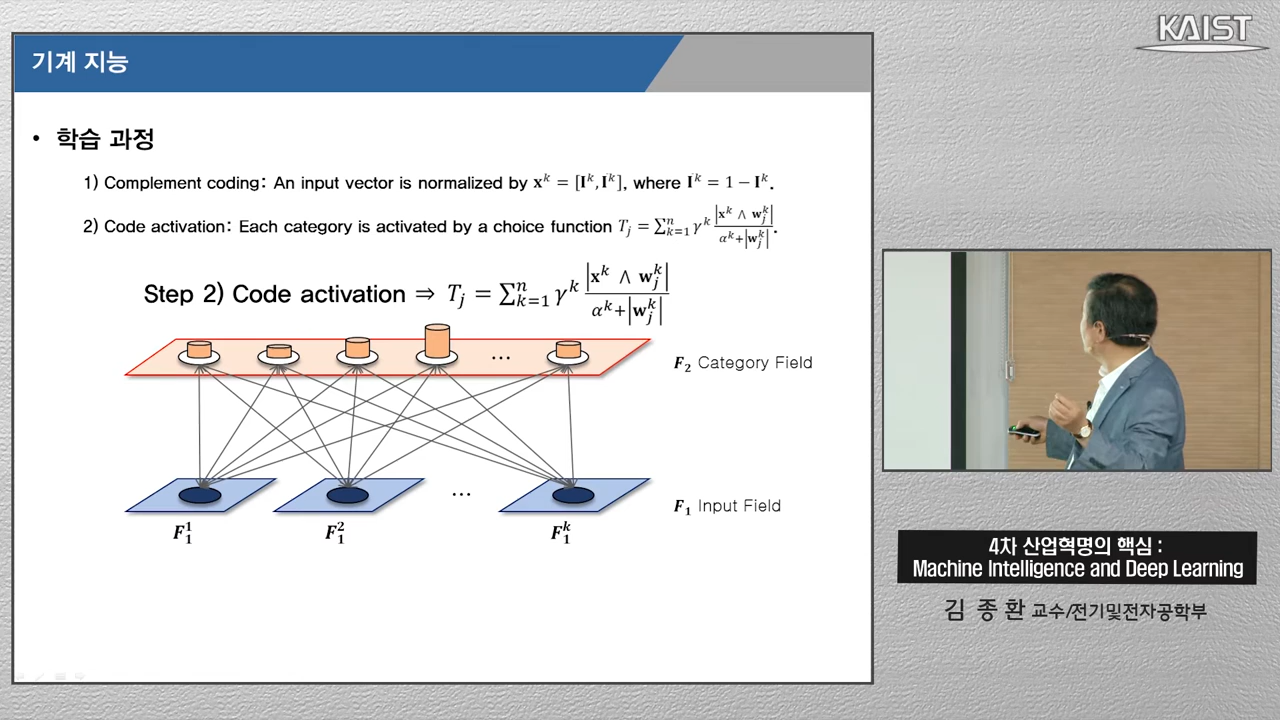 KAIST
기계 지능
• 학습 과정
1) Complement coding: An input vector is normalized by x^k = [I^k, Ī^k], where Ī^k = 1 − I^k.
2) Code activation: Each category is activated by a choice function T_j = ∑_{k=1}^{n} γ^k |x^k ∧ w_j^k| / (α^k+|w_j^k|).
Step 2) Code activation ⇒ T_j = ∑_{k=1}^{n} γ^k |x^k ∧ w_j^k| / (α^k+|w_j^k|)
...
F_2 Category Field
...
F_1 Input Field
F_1^1 F_1^2 F_1^k
4차 산업혁명의 핵심 :
Machine Intelligence and Deep Learning
김 종 환 교수/전기및전자공학부